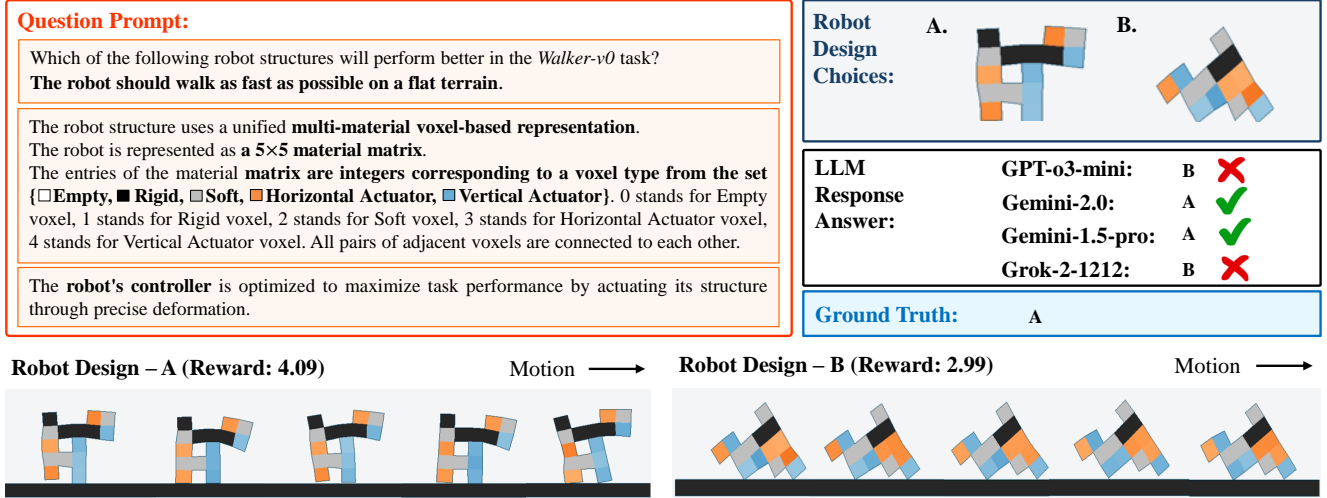 Question Prompt:
Which of the following robot structures will perform better in the Walker-v0 task?
The robot should walk as fast as possible on a flat terrain.
The robot structure uses a unified multi-material voxel-based representation.
The robot is represented as a 5×5 material matrix.
The entries of the material matrix are integers corresponding to a voxel type from the set
{Empty, Rigid, Soft, Horizontal Actuator, Vertical Actuator}. 0 stands for Empty
voxel, 1 stands for Rigid voxel, 2 stands for Soft voxel, 3 stands for Horizontal Actuator voxel,
4 stands for Vertical Actuator voxel. All pairs of adjacent voxels are connected to each other.
The robot's controller is optimized to maximize task performance by actuating its structure
through precise deformation.
Robot
Design
Choices:
A.
B.
LLM
Response
Answer:
GPT-o3-mini: B
Gemini-2.0: A
Gemini-1.5-pro: A
Grok-2-1212: B
Ground Truth: A
Robot Design – A (Reward: 4.09)
Motion
Robot Design – B (Reward: 2.99)
Motion